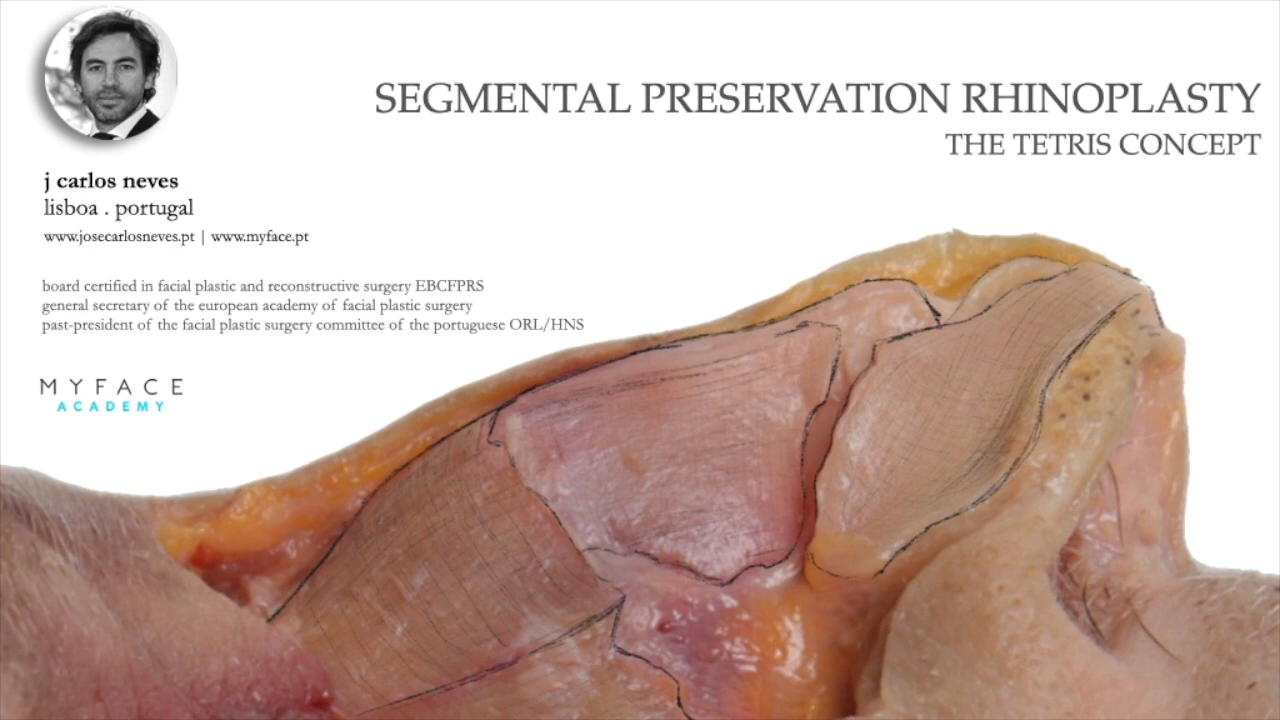 SEGMENTAL PRESERVATION RHINOPLASTY
THE TETRIS CONCEPT
j carlos neves
lisboa . portugal
www.josecarlosneves.pt | www.myface.pt
board certified in facial plastic and reconstructive surgery EBCFPRS
general secretary of the european academy of facial plastic surgery
past-president of the facial plastic surgery committee of the portuguese ORL/HNS
MYFACE
ACADEMY